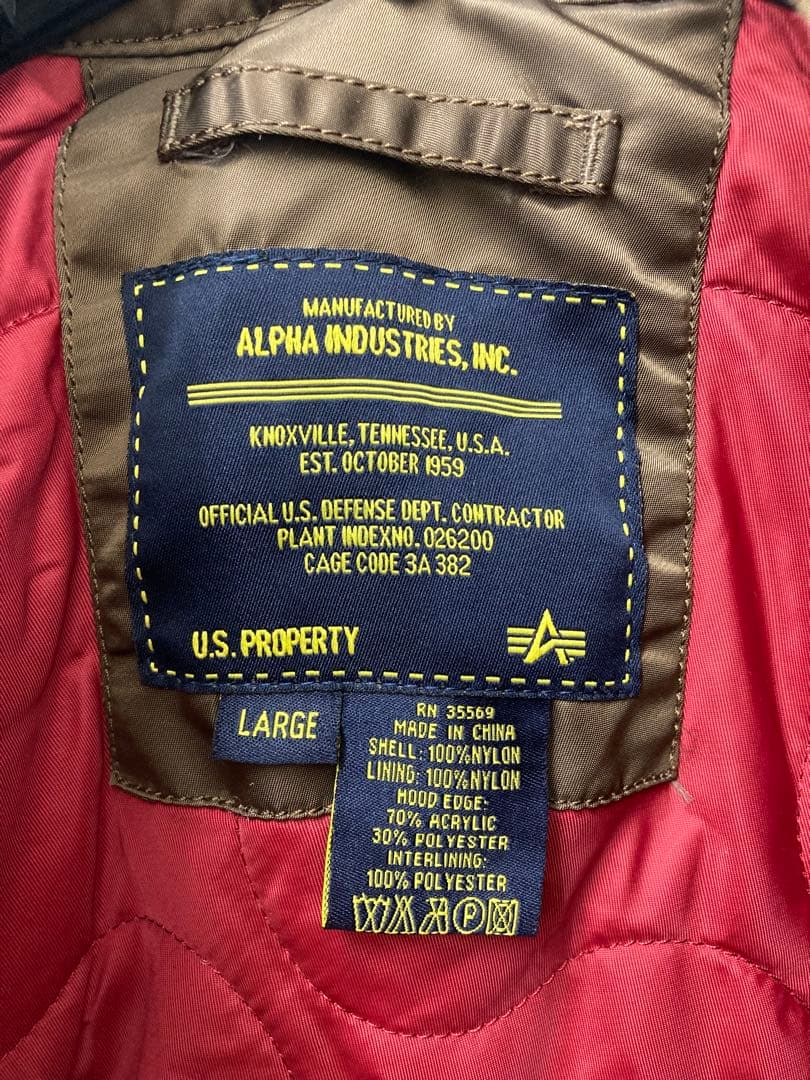 MANUFACTURED BY
ALPHA INDUSTRIES, INC.
KNOXVILLE, TENNESSEE, U.S.A.
EST. OCTOBER 1959
OFFICIAL U.S. DEFENSE DEPT. CONTRACTOR
PLANT INDEXNO. 026200
CAGE CODE 3A 382
U.S. PROPERTY
LARGE
RN 35569
MADE IN CHINA
SHELL: 100%NYLON
LINING: 100%NYLON
HOOD EDGE:
70% ACRYLIC
30% POLYESTER
INTERLINING:
100% POLYESTER
P